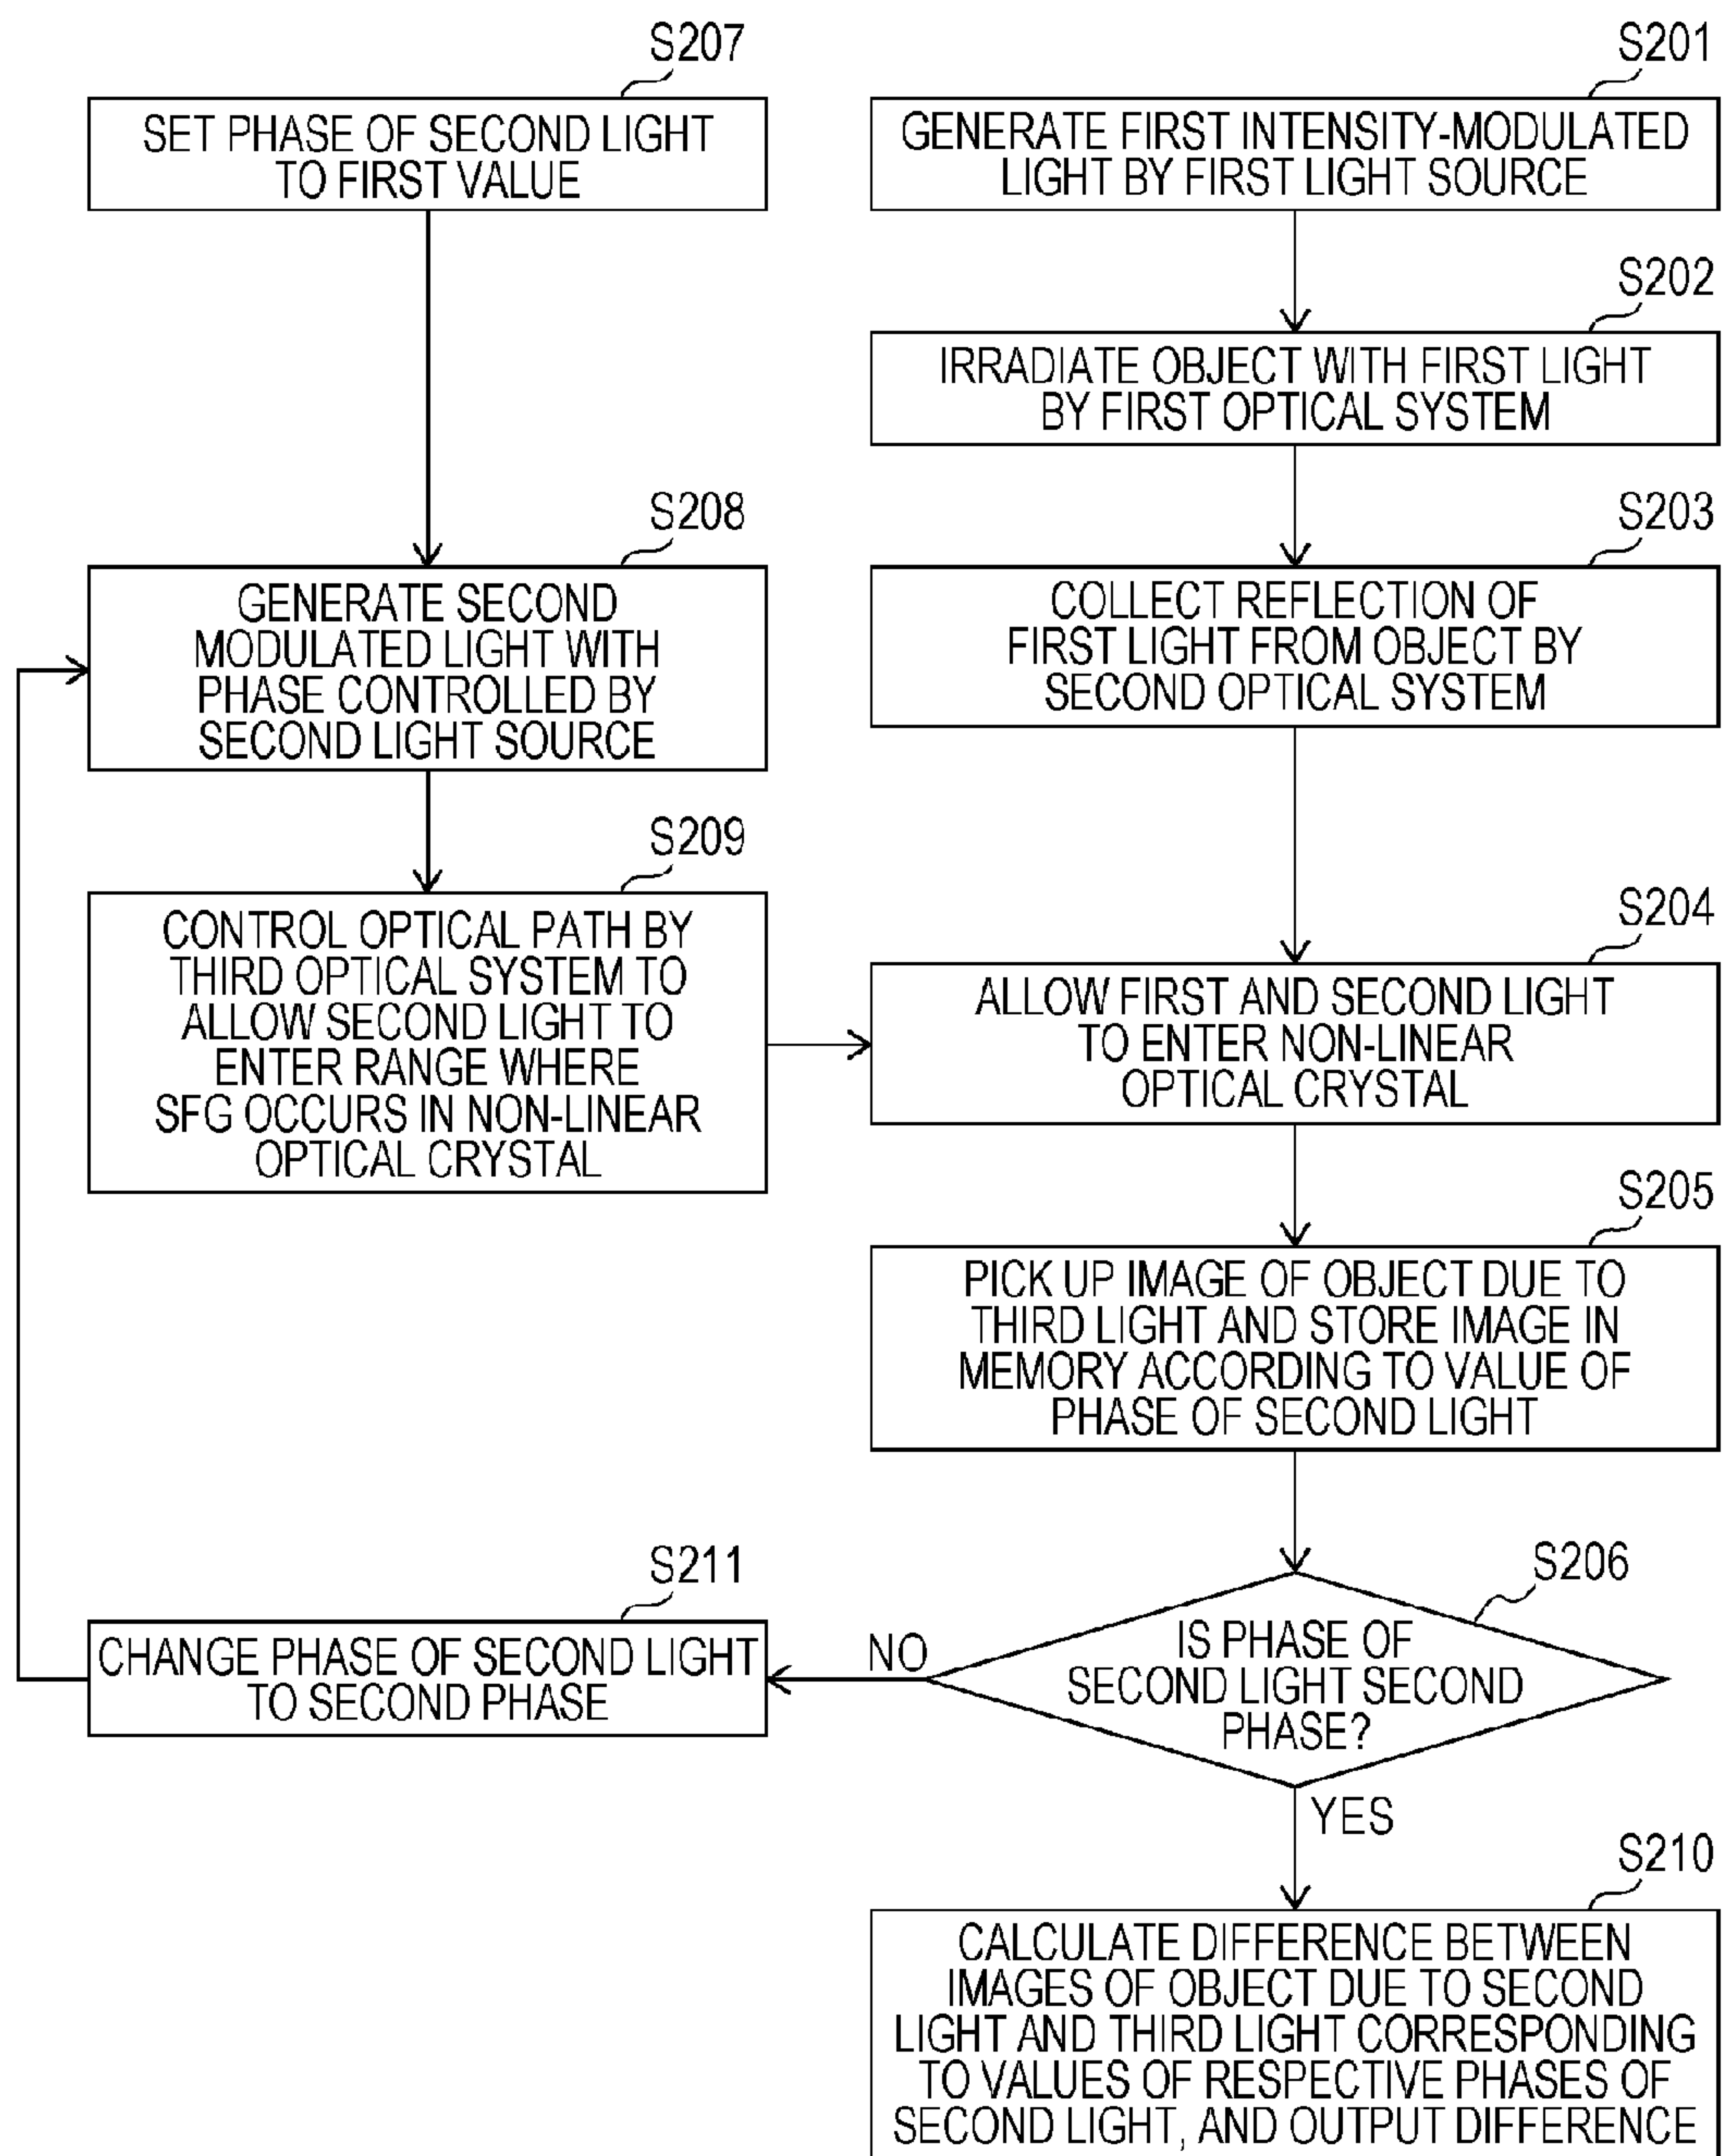 S207
SET PHASE OF SECOND LIGHT
TO FIRST VALUE
S201
GENERATE FIRST INTENSITY-MODULATED
LIGHT BY FIRST LIGHT SOURCE
S202
IRRADIATE OBJECT WITH FIRST LIGHT
BY FIRST OPTICAL SYSTEM
S208
GENERATE SECOND
MODULATED LIGHT WITH
PHASE CONTROLLED BY
SECOND LIGHT SOURCE
S203
COLLECT REFLECTION OF
FIRST LIGHT FROM OBJECT BY
SECOND OPTICAL SYSTEM
S209
CONTROL OPTICAL PATH BY
THIRD OPTICAL SYSTEM TO
ALLOW SECOND LIGHT TO
ENTER RANGE WHERE
SFG OCCURS IN NON-LINEAR
OPTICAL CRYSTAL
S204
ALLOW FIRST AND SECOND LIGHT
TO ENTER NON-LINEAR
OPTICAL CRYSTAL
S205
PICK UP IMAGE OF OBJECT DUE TO
THIRD LIGHT AND STORE IMAGE IN
MEMORY ACCORDING TO VALUE OF
PHASE OF SECOND LIGHT
S206
IS PHASE OF
SECOND LIGHT SECOND
PHASE?
NO
S211
CHANGE PHASE OF SECOND LIGHT
TO SECOND PHASE
YES
S210
CALCULATE DIFFERENCE BETWEEN
IMAGES OF OBJECT DUE TO SECOND
LIGHT AND THIRD LIGHT CORRESPONDING
TO VALUES OF RESPECTIVE PHASES OF
SECOND LIGHT, AND OUTPUT DIFFERENCE